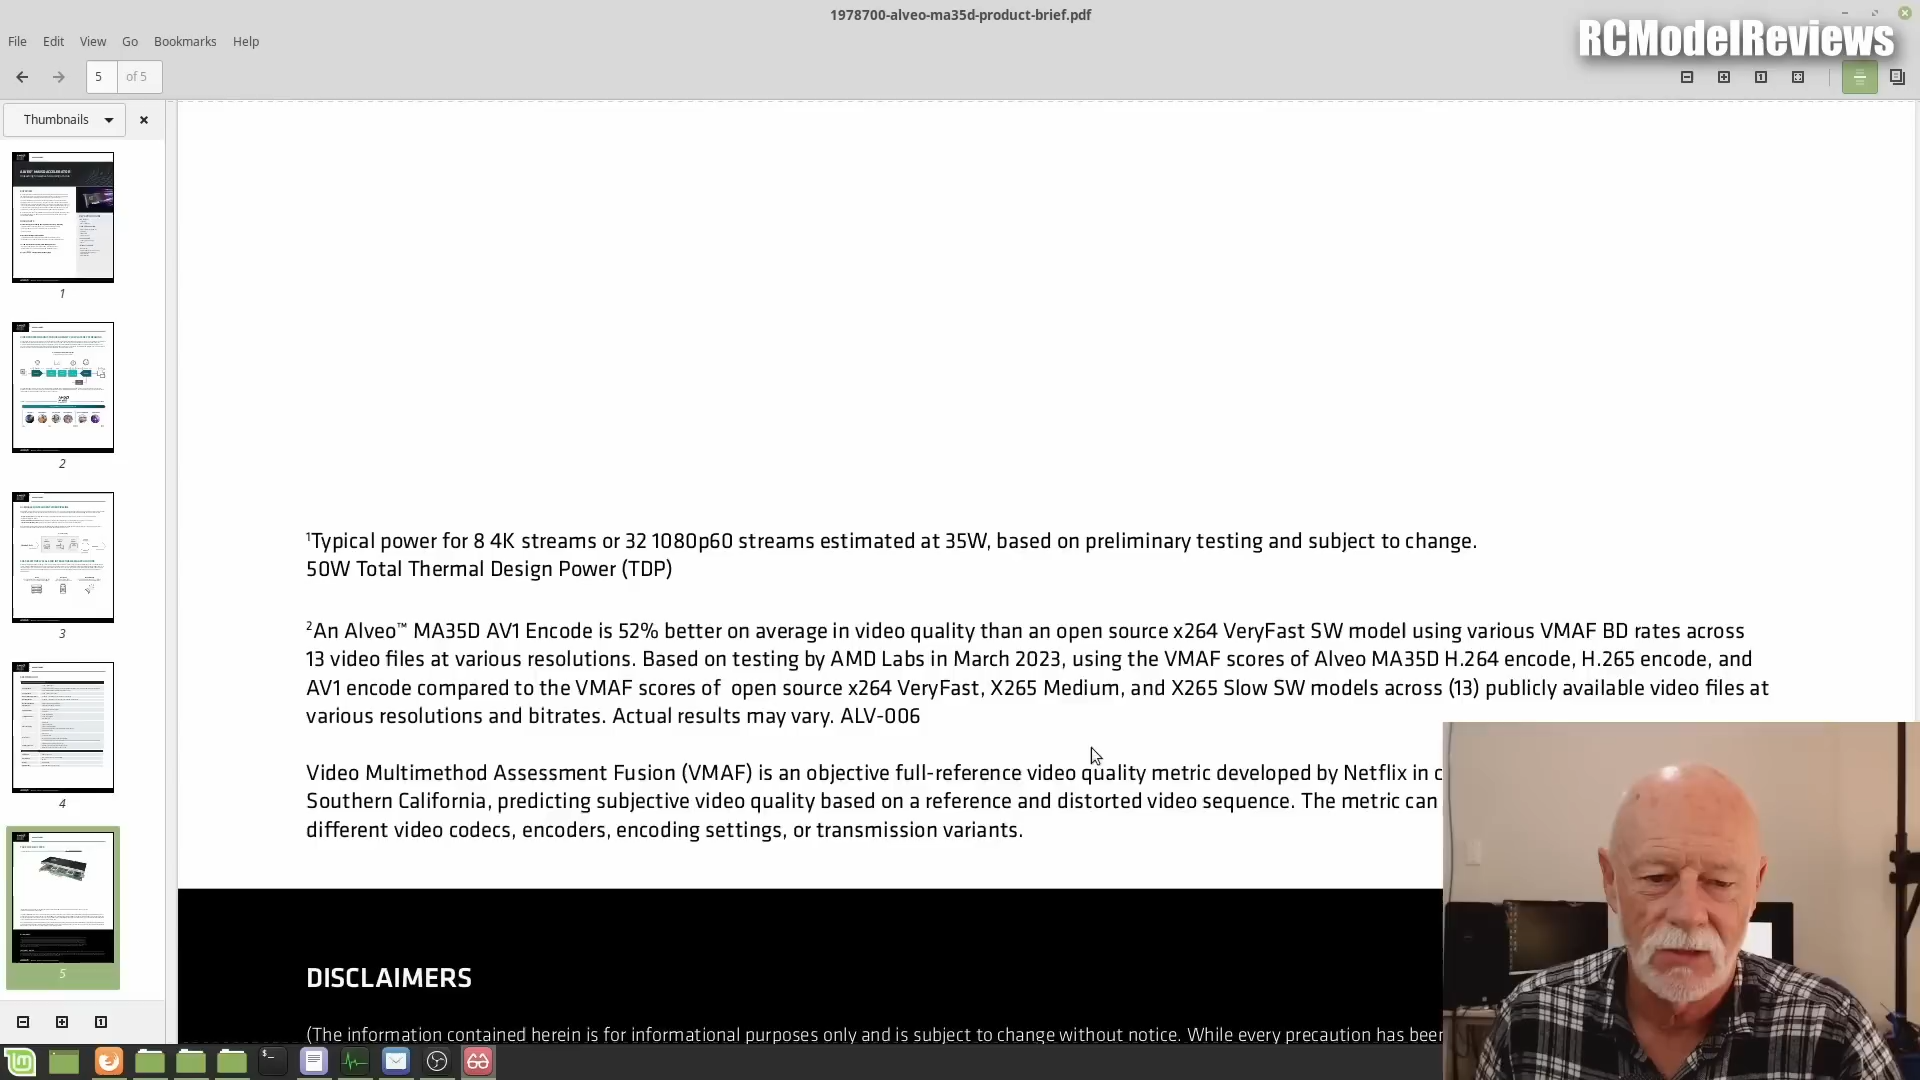 1978700-alveo-ma35d-product-brief.pdf
RCModelReviews
File Edit View Go Bookmarks Help
5 of 5
Thumbnails
1
2
3
4
5
¹Typical power for 8 4K streams or 32 1080p60 streams estimated at 35W, based on preliminary testing and subject to change.
50W Total Thermal Design Power (TDP)
²An Alveo™ MA35D AV1 Encode is 52% better on average in video quality than an open source x264 VeryFast SW model using various VMAF BD rates across
13 video files at various resolutions. Based on testing by AMD Labs in March 2023, using the VMAF scores of Alveo MA35D H.264 encode, H.265 encode, and
AV1 encode compared to the VMAF scores of open source x264 VeryFast, X265 Medium, and X265 Slow SW models across (13) publicly available video files at
various resolutions and bitrates. Actual results may vary. ALV-006
Video Multimethod Assessment Fusion (VMAF) is an objective full-reference video quality metric developed by Netflix in c
Southern California, predicting subjective video quality based on a reference and distorted video sequence. The metric can
different video codecs, encoders, encoding settings, or transmission variants.
DISCLAIMERS
(The information contained herein is for informational purposes only and is subject to change without notice. While every precaution has been